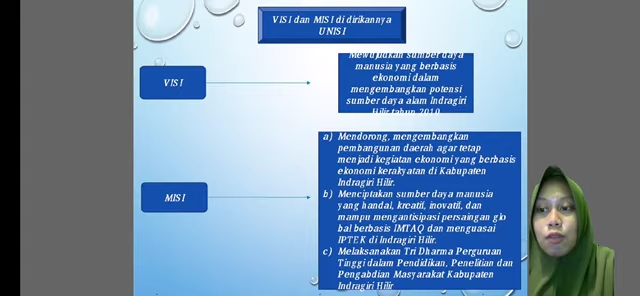 VISI dan MISI di dirikannya
UNISI
VISI
Mewujudkan sumber daya
manusia yang berbasis
ekonomi dalam
mengembangkan potensi
sumber daya alam Indragiri
Hilir tahun 2010
MISI
a) Mendorong, mengembangkan
pembangunan daerah agar tetap
menjadi kegiatan ekonomi yang berbasis
ekonomi kerakyatan di Kabupaten
Indragiri Hilir.
b) Menciptakan sumber daya manusia
yang handal, kreatif, inovatif, dan
mampu mengantisipasi persaingan glo
bal berbasis IMTAQ dan menguasai
IPTEK di Indragiri Hilir.
c) Melaksanakan Tri Dharma Perguruan
Tinggi dalam Pendidikan, Penelitian dan
Pengabdian Masyarakat Kabupaten
Indragiri Hilir